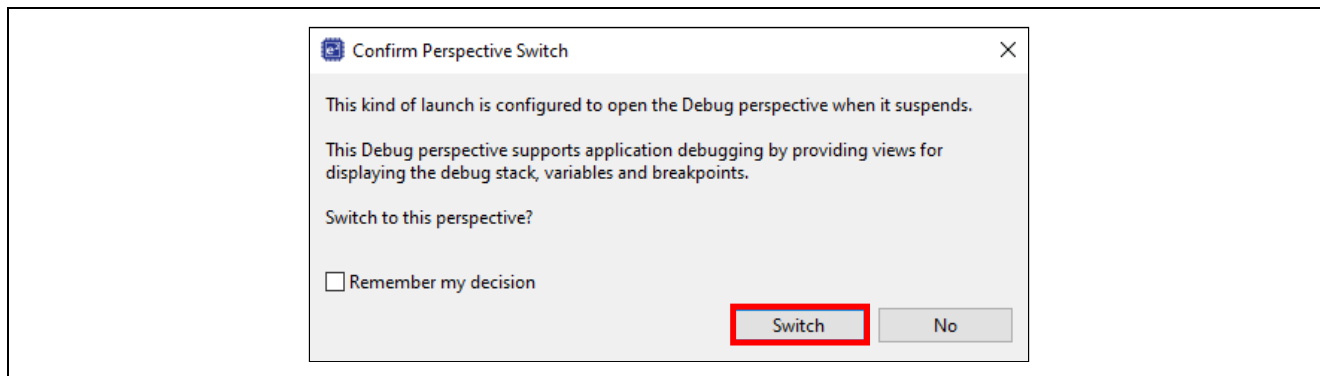 Confirm Perspective Switch
This kind of launch is configured to open the Debug perspective when it suspends.
This Debug perspective supports application debugging by providing views for
displaying the debug stack, variables and breakpoints.
Switch to this perspective?
Remember my decision
Switch No